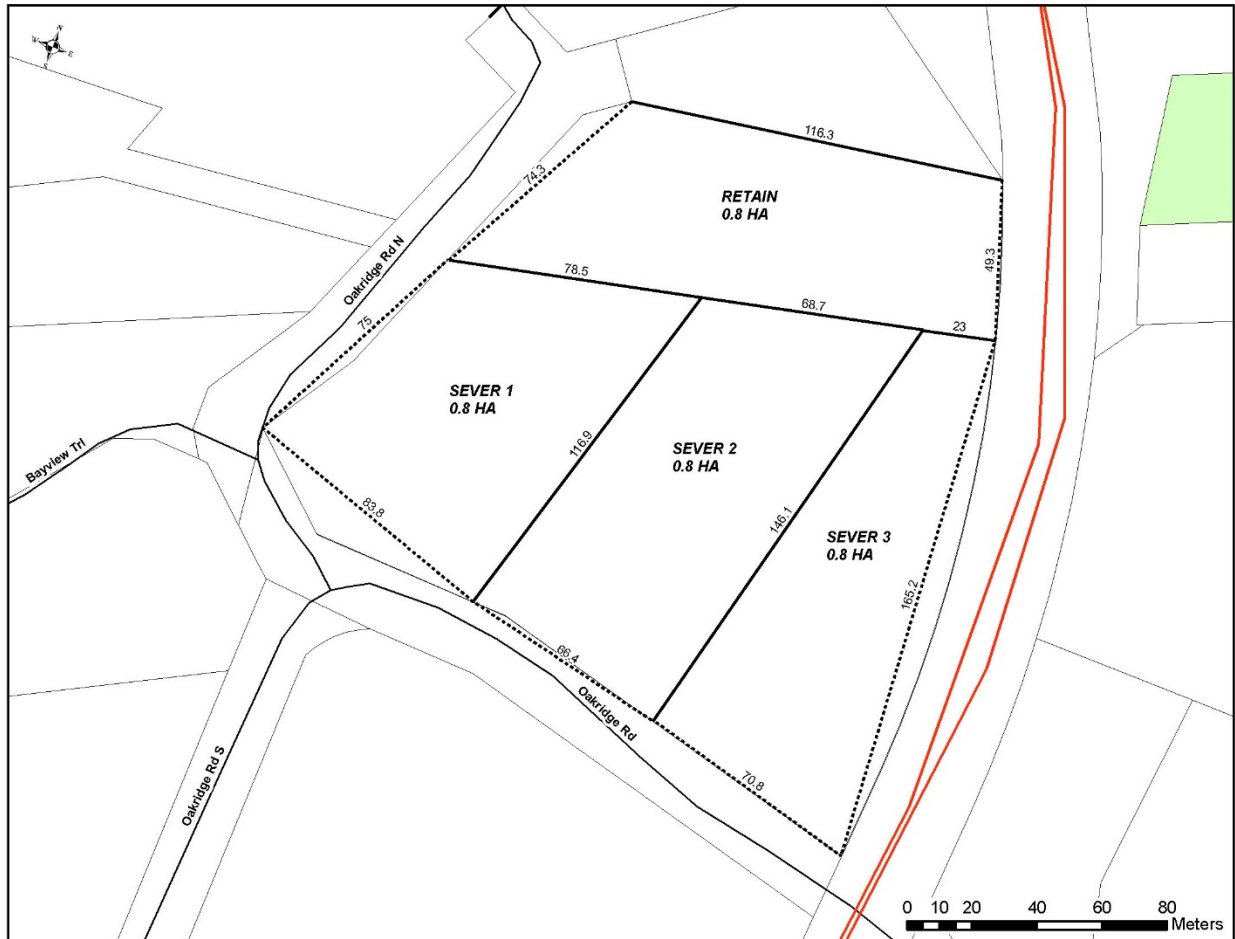 N
W
E
S
116.3
74.3
RETAIN
0.8 HA
Oakridge Rd N
49.3
78.5
68.7
23
75
SEVER 1
0.8 HA
116.9
SEVER 2
0.8 HA
Bayview Trl
83.8
146.1
SEVER 3
0.8 HA
165.2
66.4
Oakridge Rd
Oakridge Rd S
70.8
0 10 20 40 60 80
Meters